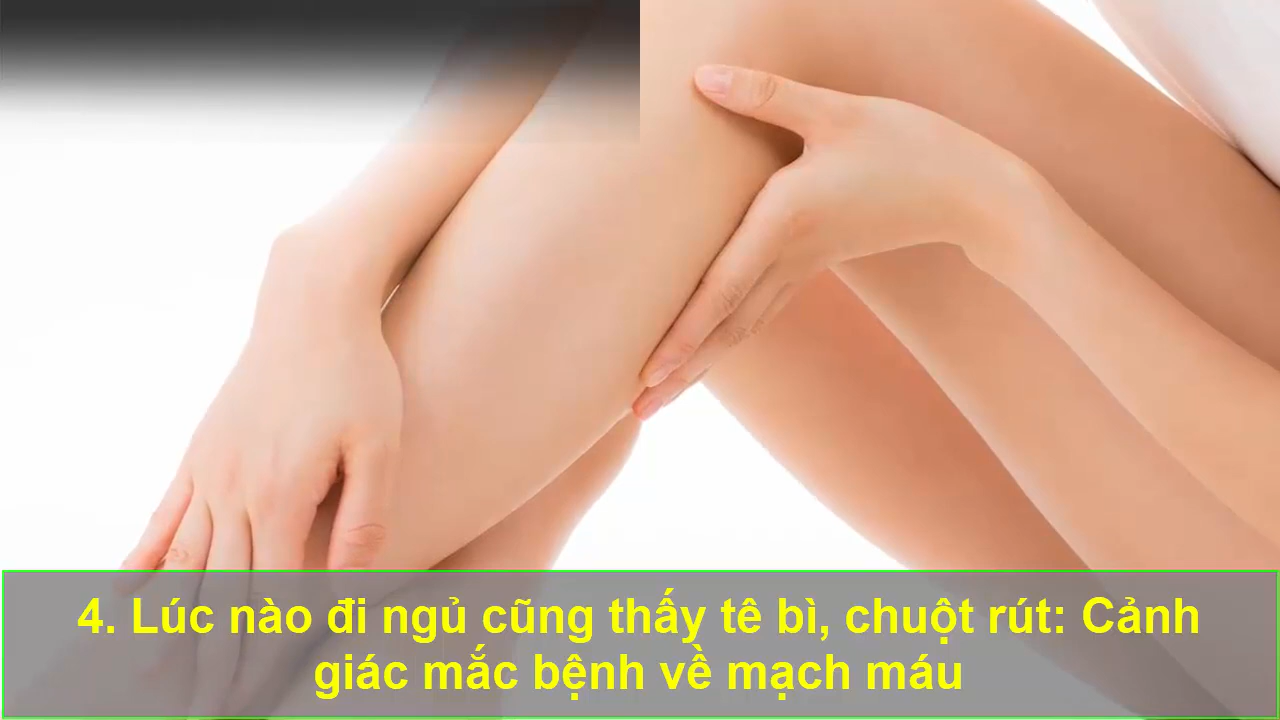 4. Lúc nào đi ngủ cũng thấy tê bì, chuột rút: Cảnh
giác mắc bệnh về mạch máu